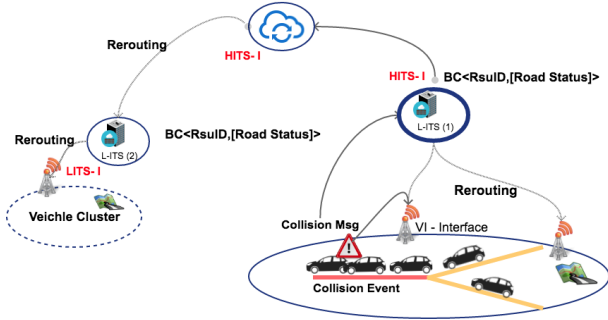 Rerouting
HITS- I
HITS- I
BC<RsuID,[Road Status]>
L-ITS (1)
BC<RsuID,[Road Status]>
Rerouting
L-ITS (2)
LITS- I
Veichle Cluster
Rerouting
Collision Msg
VI - Interface
Collision Event